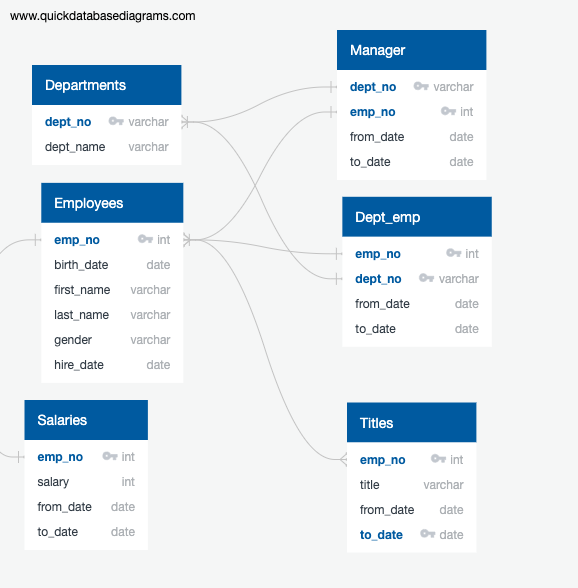 www.quickdatabasediagrams.com
Departments
dept_no varchar
dept_name varchar
Employees
emp_no int
birth_date date
first_name varchar
last_name varchar
gender varchar
hire_date date
Salaries
emp_no int
salary int
from_date date
to_date date
Manager
dept_no varchar
emp_no int
from_date date
to_date date
Dept_emp
emp_no int
dept_no varchar
from_date date
to_date date
Titles
emp_no int
title varchar
from_date date
to_date date